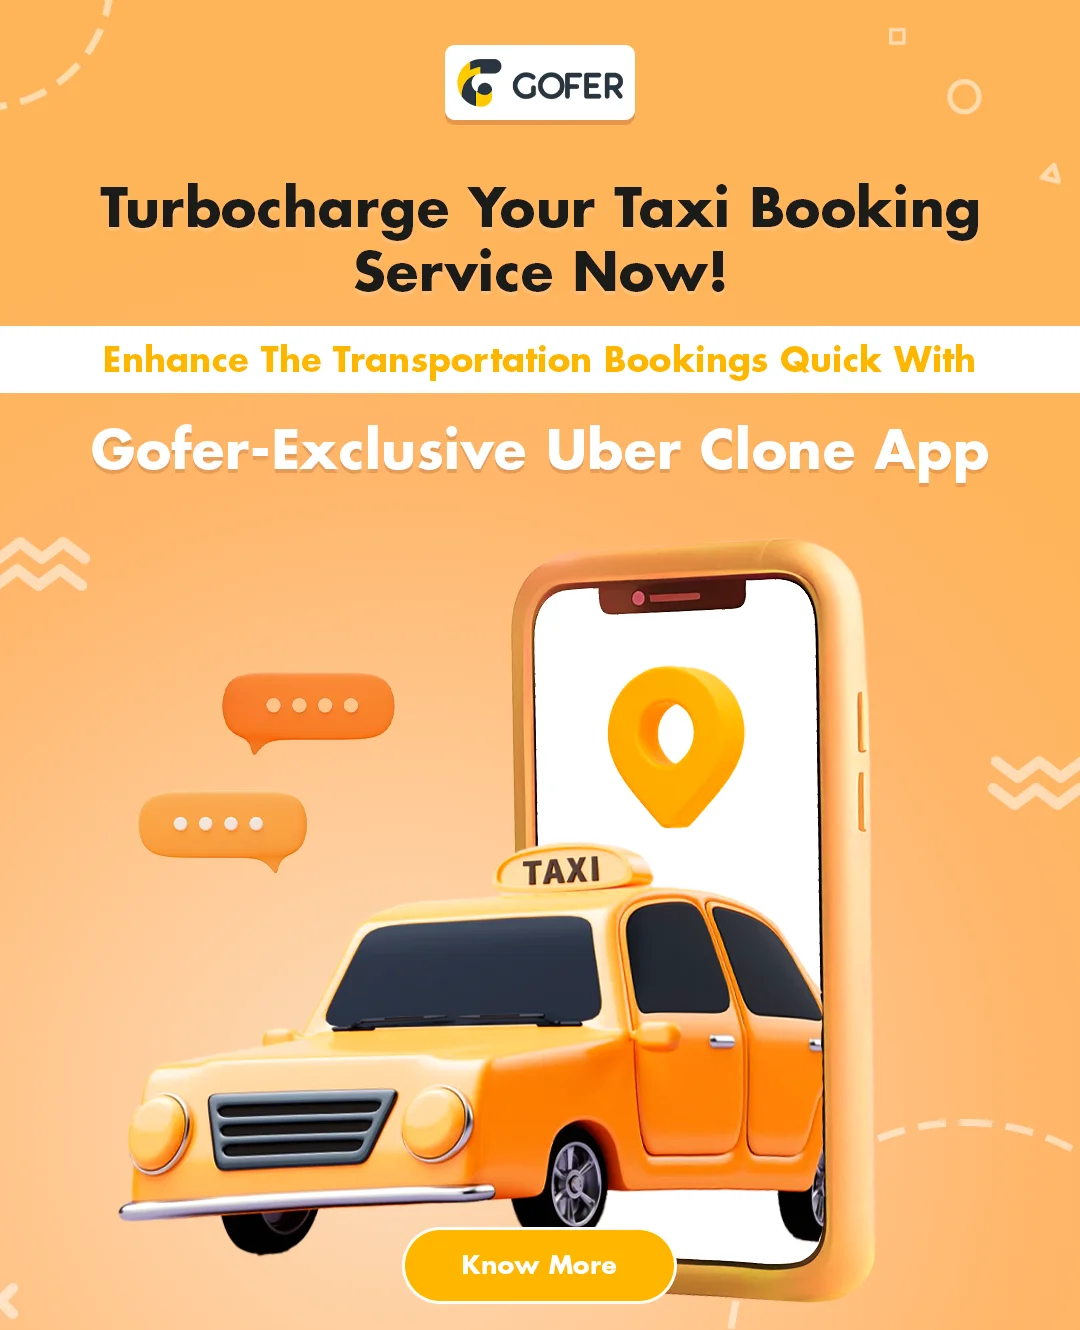 GOFER
Turbocharge Your Taxi Booking
Service Now!
Enhance The Transportation Bookings Quick With
Gofer-Exclusive Uber Clone App
TAXI
Know More